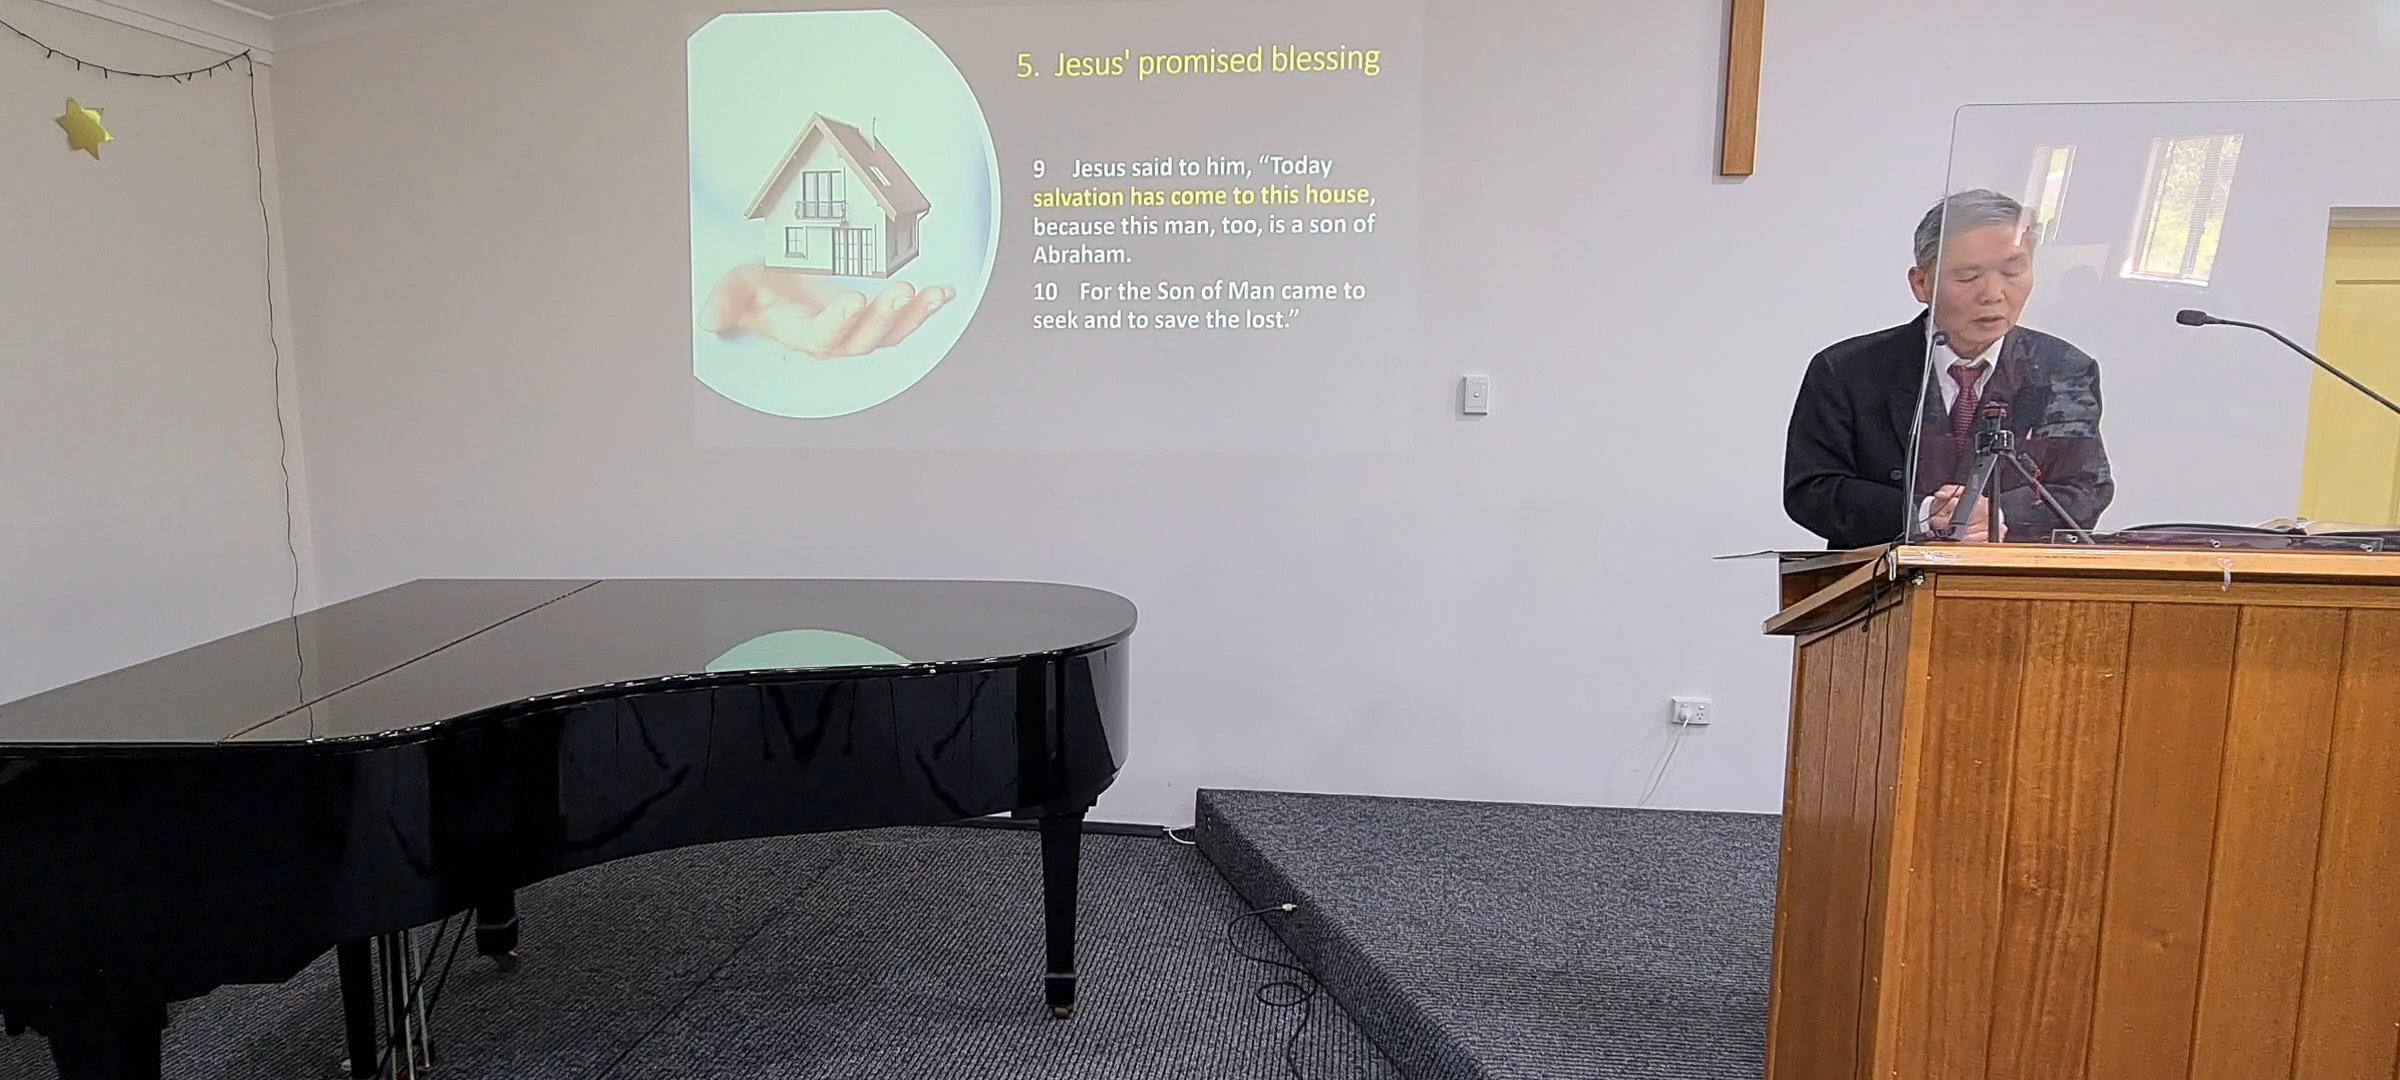 5. Jesus' promised blessing
9 Jesus said to him, “Today
salvation has come to this house,
because this man, too, is a son of
Abraham.
10 For the Son of Man came to
seek and to save the lost.”